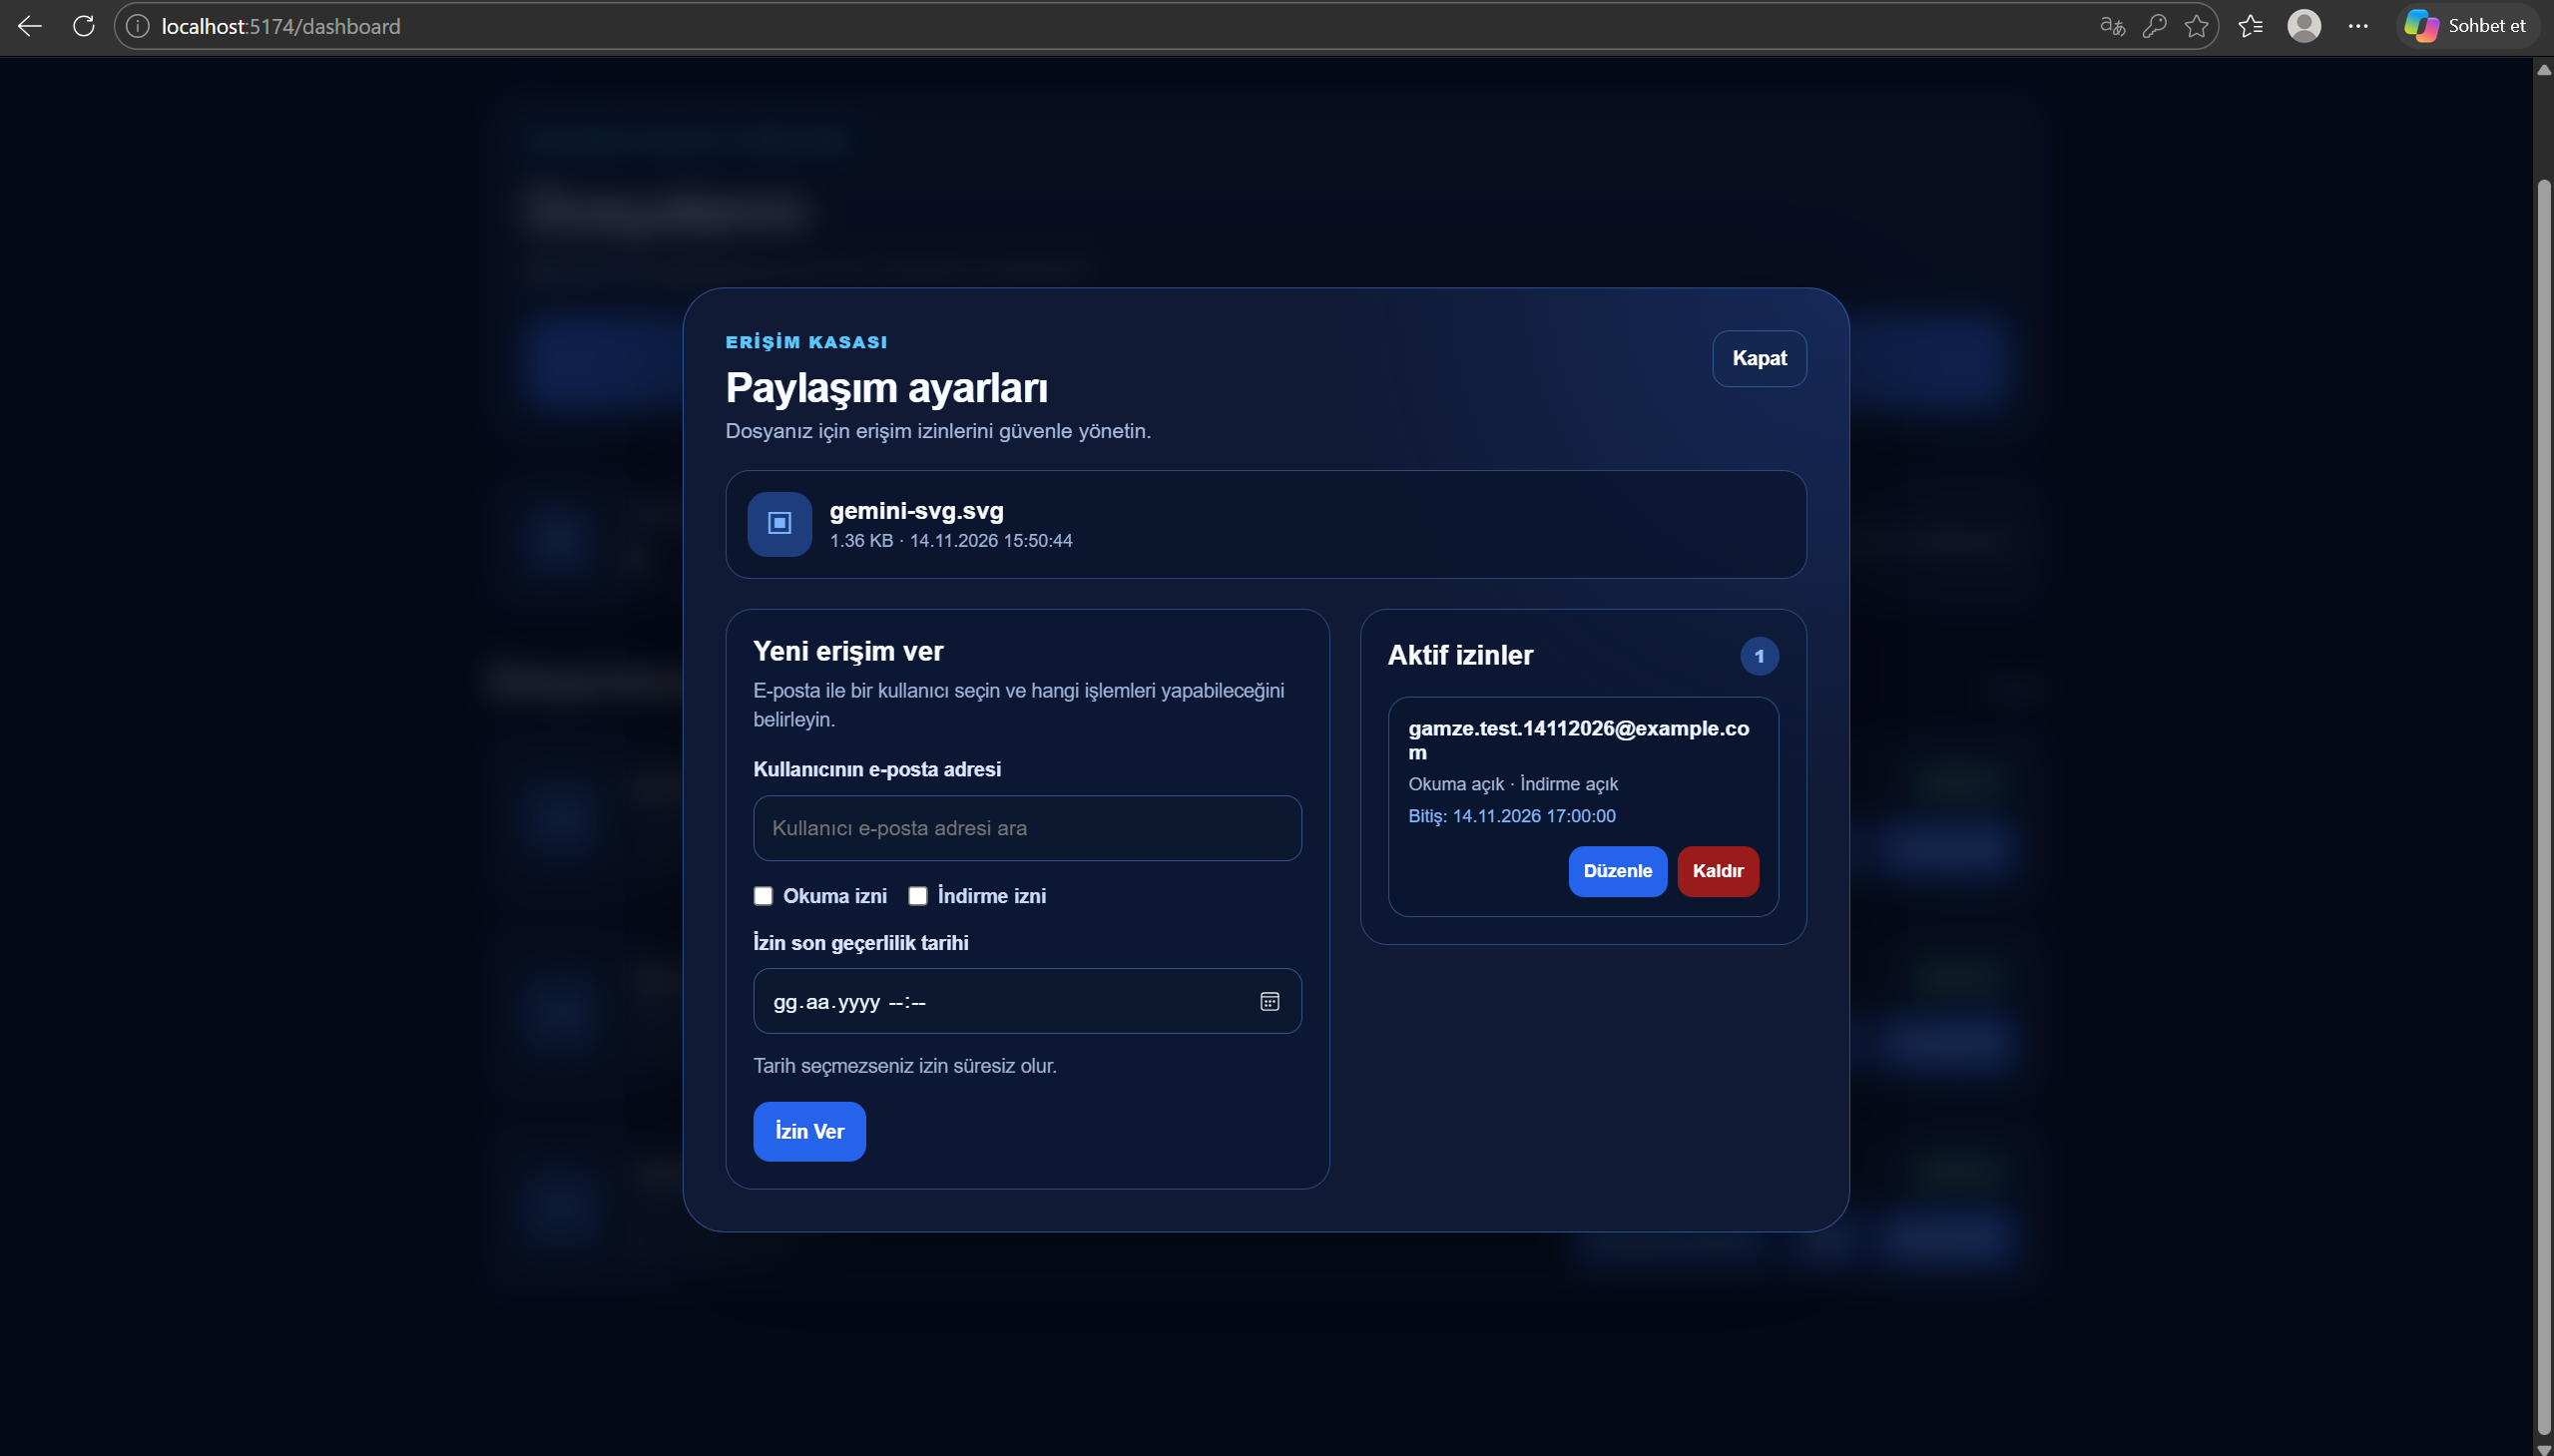 localhost:5174/dashboard
Sohbet et
ERİŞİM KASASI
Paylaşım ayarları
Dosyanız için erişim izinlerini güvenle yönetin.
Kapat
gemini-svg.svg
1.36 KB · 14.11.2026 15:50:44
Yeni erişim ver
E-posta ile bir kullanıcı seçin ve hangi işlemleri yapabileceğini
belirleyin.
Kullanıcının e-posta adresi
Kullanıcı e-posta adresi ara
Okuma izni İndirme izni
İzin son geçerlilik tarihi
gg.aa.yyyy --:--
Tarih seçmezseniz izin süresiz olur.
İzin Ver
Aktif izinler
1
gamze.test.14112026@example.co
m
Okuma açık · İndirme açık
Bitiş: 14.11.2026 17:00:00
Düzenle Kaldır